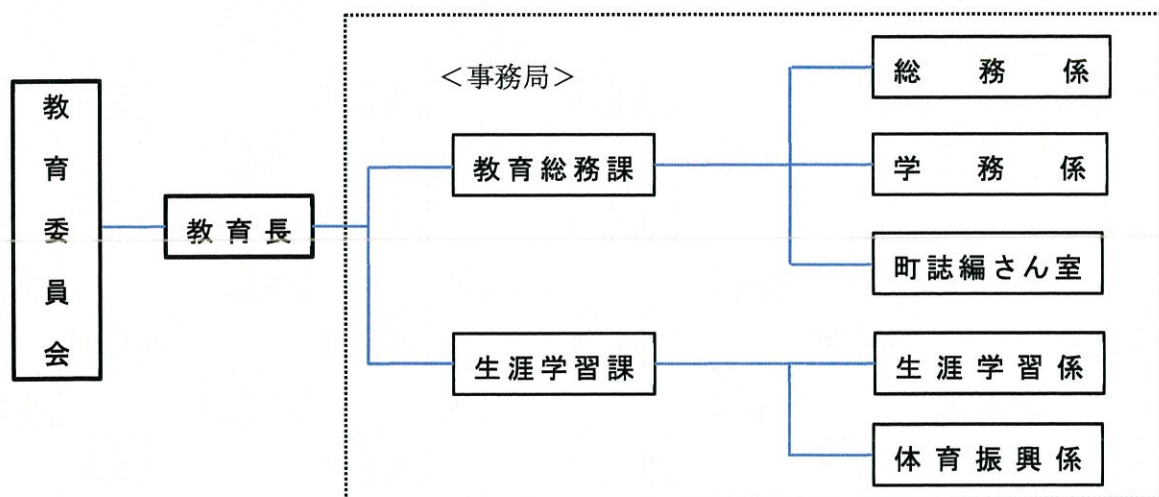 教育委員会
教育長
＜事務局＞
教育総務課
総務係
学務係
町誌編さん室
生涯学習課
生涯学習係
体育振興係